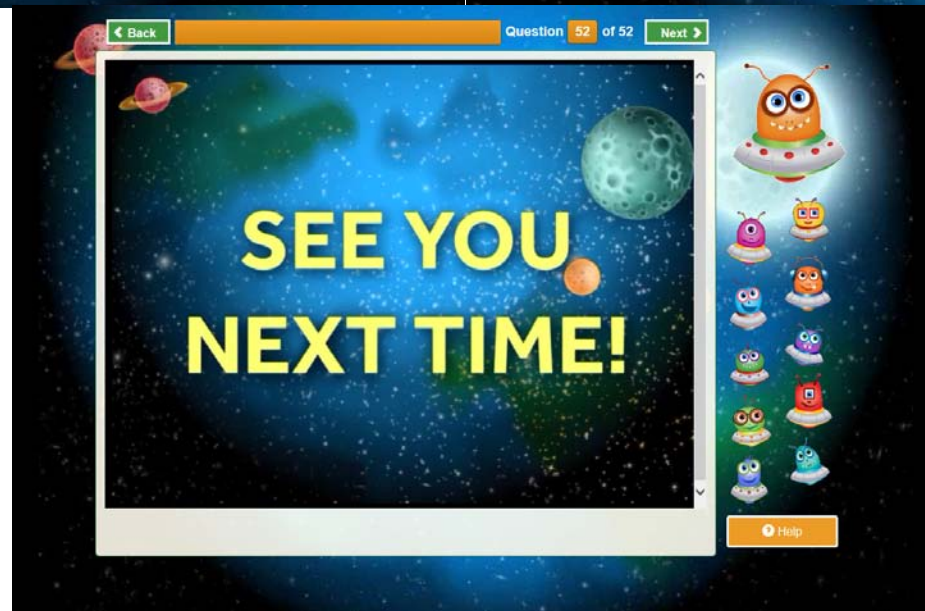 Back
Question 52 of 52
Next
SEE YOU
NEXT TIME!
Help